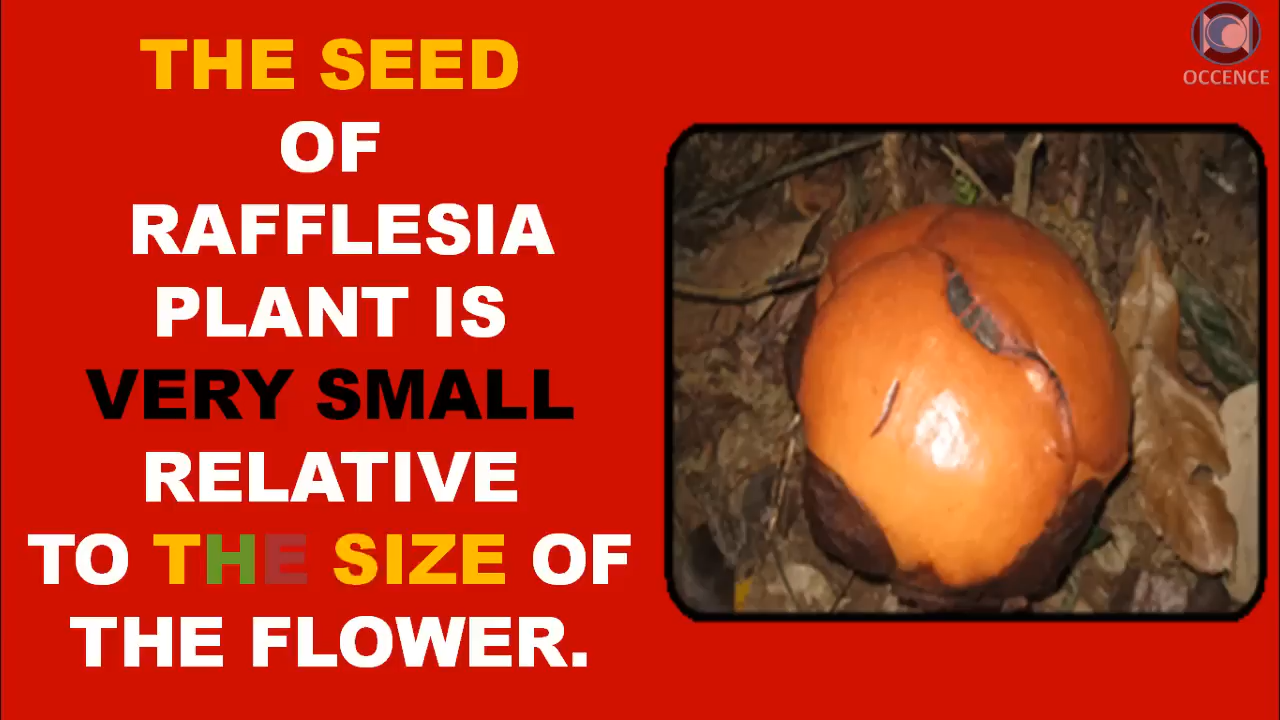 THE SEED
OF
RAFFLESIA
PLANT IS
VERY SMALL
RELATIVE
TO THE SIZE OF
THE FLOWER.
OCCENCE